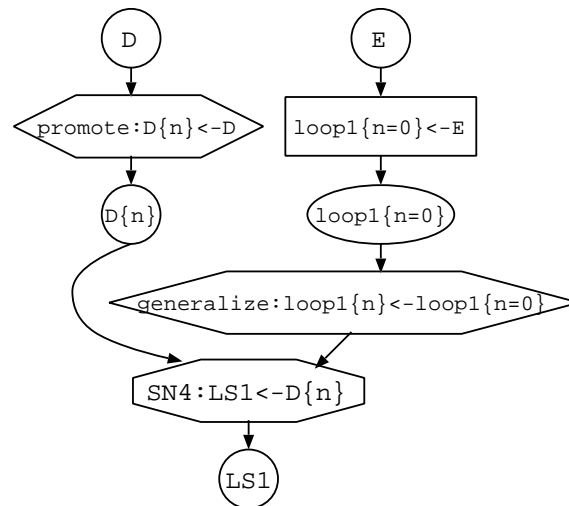 D
E
promote:D{n}<-D
loop1{n=0}<-E
D{n}
loop1{n=0}
generalize:loop1{n}<-loop1{n=0}
SN4:LS1<-D{n}
LS1